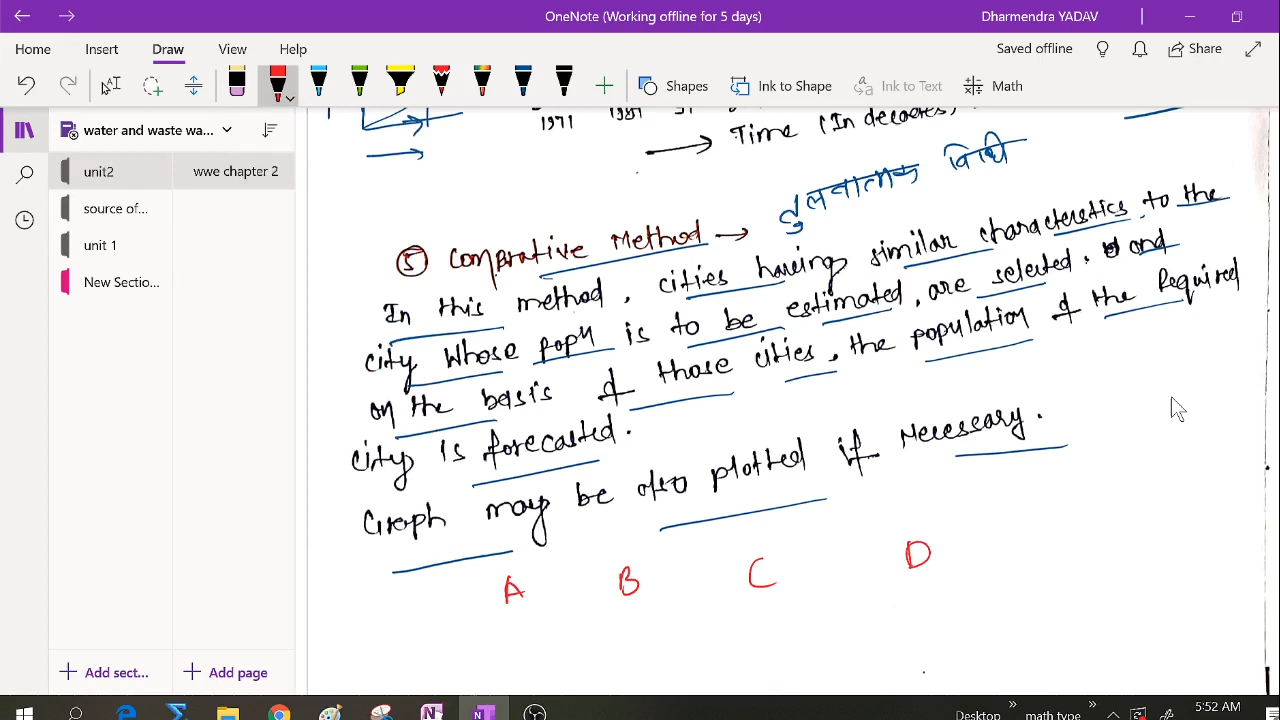 OneNote (Working offline for 5 days)
Dharmendra YADAV
Home Insert Draw View Help
Saved offline
Share
Shapes
Ink to Shape
Ink to Text
Math
water and waste wa...
unit2
wwe chapter 2
source of...
unit 1
New Sectio...
1971 1981
Time (In decades)
तुलनात्मक विधी
⑤ Comprative Method →
In this method, cities having similar characterstics to the
city whose popn is to be estimated, are selected. and
on the basis of those cities, the population of the Required
city is forecasted.
Graph may be also plotted if Necessary.
A B C D
Add sect...
Add page
Desktop
math type
5:52 AM